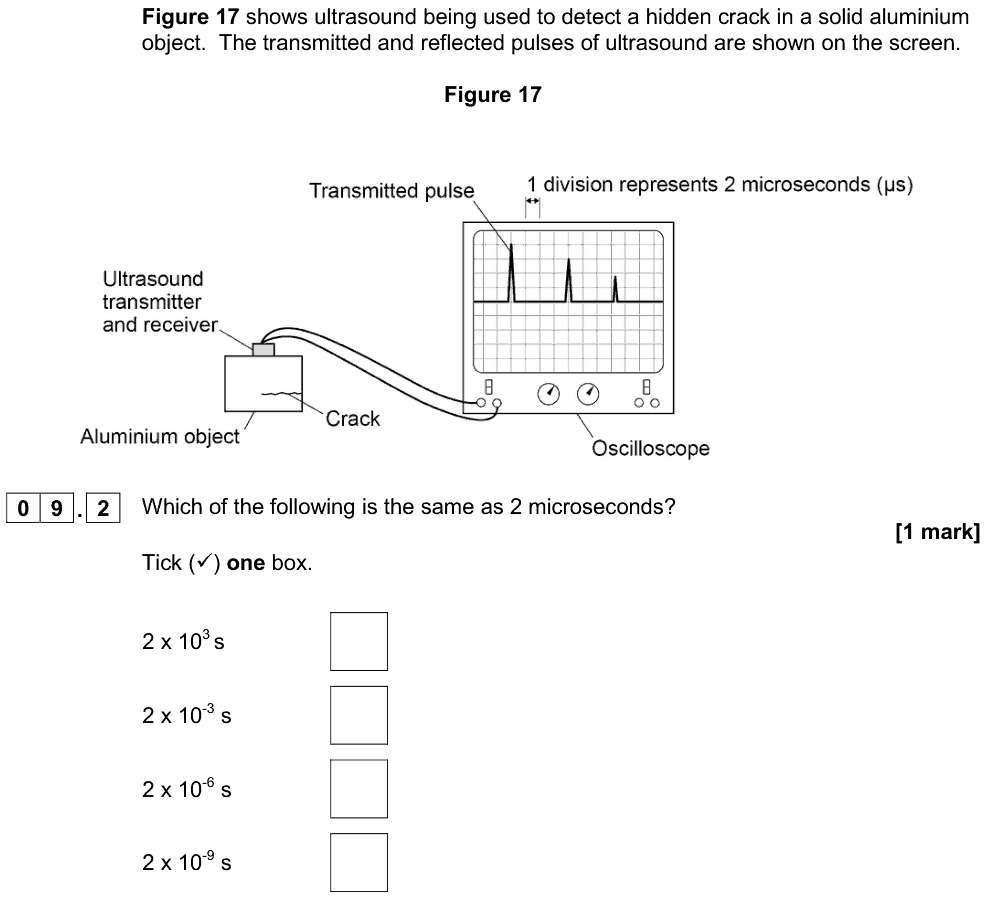 Figure 17 shows ultrasound being used to detect a hidden crack in a solid aluminium
object. The transmitted and reflected pulses of ultrasound are shown on the screen.
Figure 17
Transmitted pulse
1 division represents 2 microseconds (µs)
Ultrasound
transmitter
and receiver
Crack
Aluminium object
Oscilloscope
0 9 . 2 Which of the following is the same as 2 microseconds?
[1 mark]
Tick (✓) one box.
2 x 10³ s
2 x 10⁻³ s
2 x 10⁻⁶ s
2 x 10⁻⁹ s